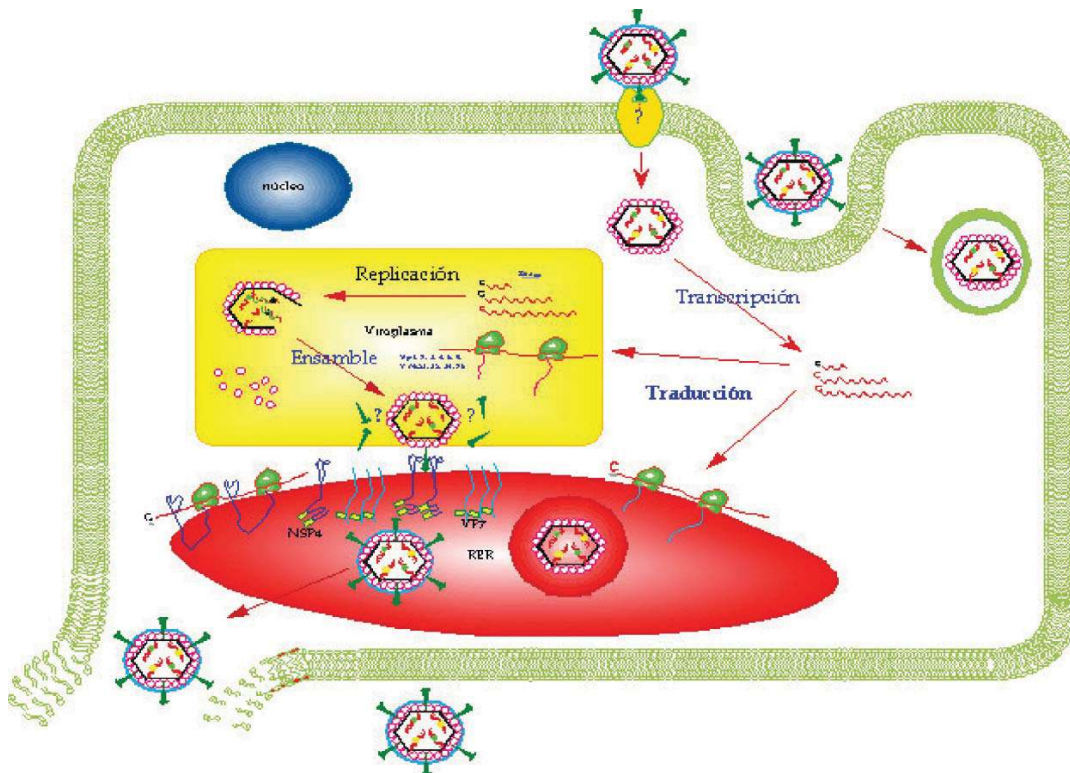 ?
núcleo
Replicación
Transcripción
Viroplasma
Ensamble
Traducción
? ?
C
G
NSP4
VP7
RER